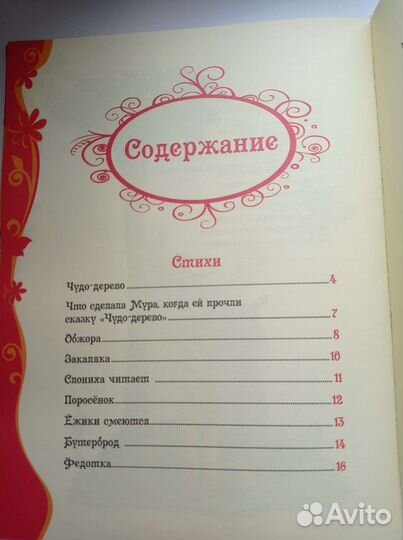 Содержание
Стихи
Чудо-дерево 4
Что сделала Мура, когда ей прочли
сказку «Чудо-дерево» 7
Обжора 8
Закаляка 10
Слониха читает 11
Поросёнок 12
Ёжики смеются 13
Бутерброд 14
Федотка 16
Avito